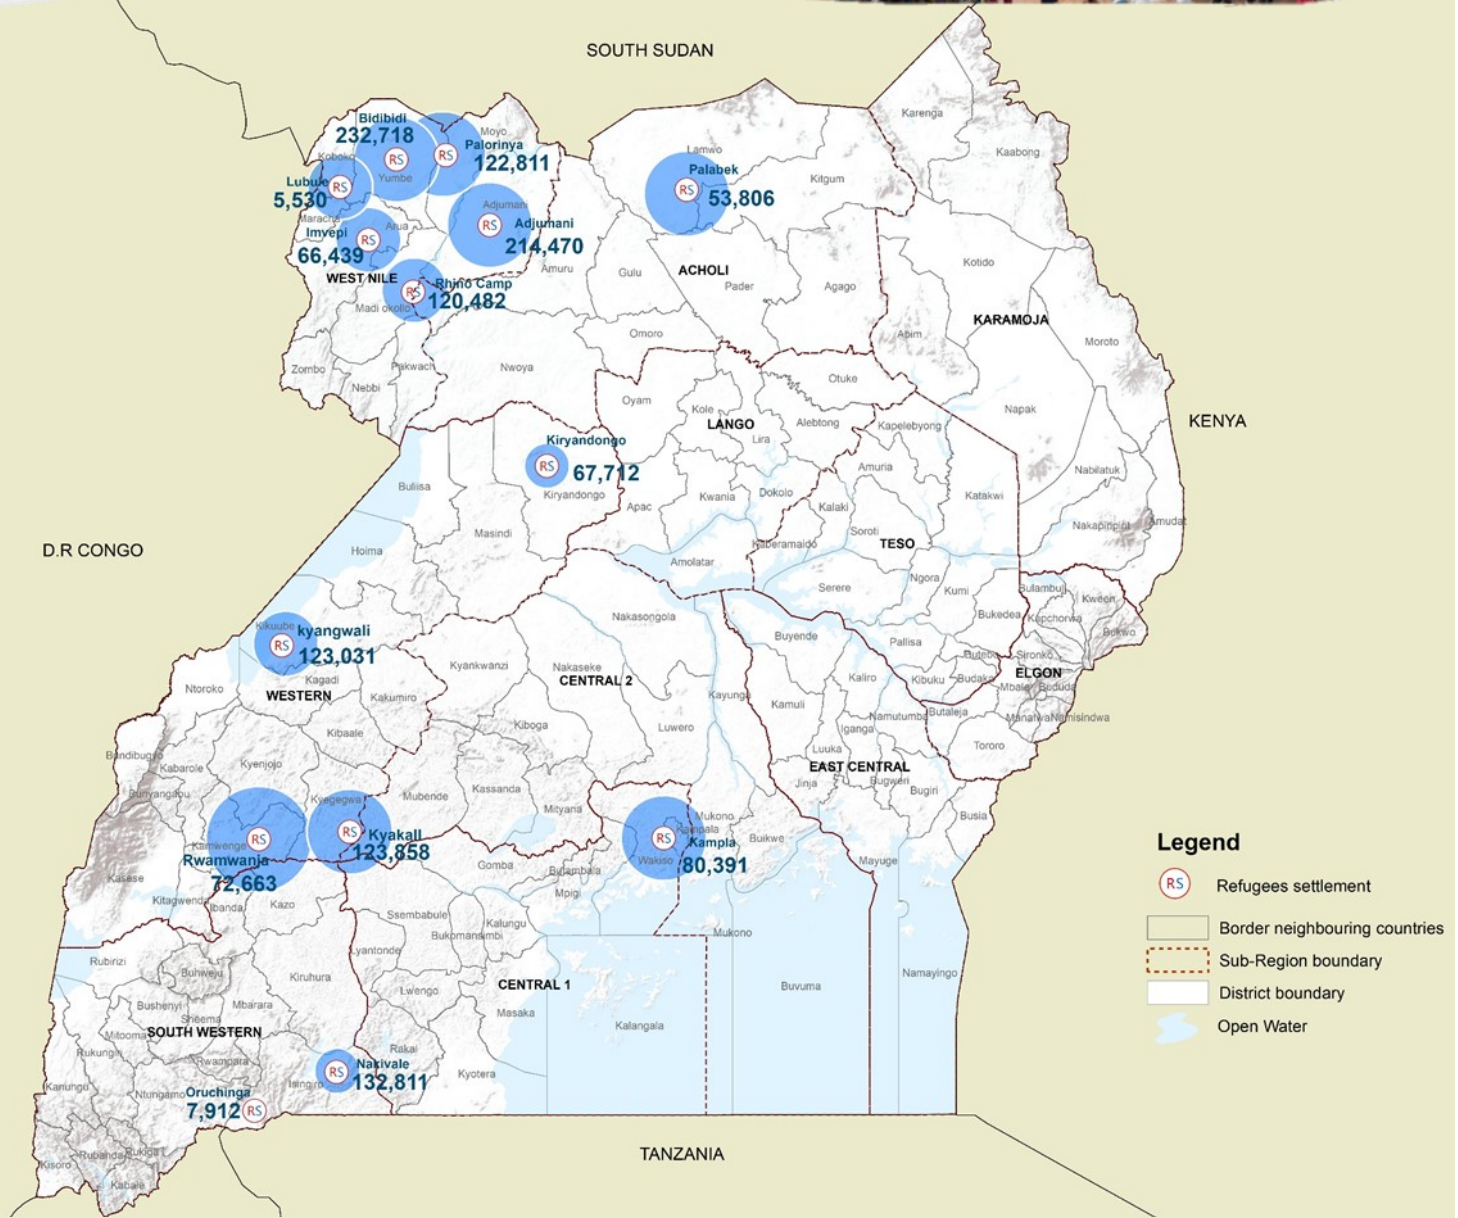 SOUTH SUDAN
Karenga
Bidibidi
232,718
Moyo
Palorinya
122,811
Koboko
Yumbe
Lamwo
Kaabong
Palabek
53,806
Kitgum
Lubule
5,530
Maracha
Arua
Adjumani
Adjumani
214,470
Imvepi
66,439
WEST NILE
Rhino Camp
120,482
Madi okollo
Amuru
Gulu
ACHOLI
Pader
Agago
Kotido
KARAMOJA
Abim
Moroto
Omoro
Zombo
Nebbi
Pakwach
Nwoya
Otuke
Oyam
Kole
LANGO
Alebtong
Kapelebyong
Napak
KENYA
Kiryandongo
67,712
Kiryandongo
Lira
Amuria
Nabilatuk
Buliisa
Apac
Kwania
Dokolo
Kalaki
Katakwi
Masindi
Soroti
TESO
Nakapiripirit
Amudat
D.R CONGO
Hoima
Kaberamaido
Amolatar
Serere
Ngora
Kumi
Bulambuli
Kween
Bukedea
Kapchorwa
Bukwo
Kikuube
kyangwali
123,031
Nakasongola
Buyende
Pallisa
Kyankwanzi
Nakaseke
CENTRAL 2
Kaliro
Kibuku
Butebo
Budaka
Sironko
ELGON
Mbale
Bududa
Ntoroko
Kagadi
WESTERN
Kakumiro
Kayunga
Kamuli
Namutumba
Butaleja
Manafwa
Namisindwa
Kibaale
Kiboga
Luwero
Iganga
Luuka
Tororo
Bundibugyo
Kabarole
Kyenjojo
EAST CENTRAL
Jinja
Bugweri
Bugiri
Bunyangabu
Kyegegwa
Mubende
Kassanda
Mityana
Mukono
Busia
Kamwenge
Rwamwanja
72,663
Kyakall
123,858
Kampala
Kampla
80,391
Wakiso
Buikwe
Kasese
Gomba
Butambala
Mpigi
Mayuge
Kitagwenda
Ibanda
Kazo
Ssembabule
Kalungu
Bukomansimbi
Mukono
Lyantonde
Rubirizi
Buhweju
Kiruhura
Lwengo
CENTRAL 1
Masaka
Buvuma
Namayingo
Bushenyi
Sheema
Mbarara
Mitooma
SOUTH WESTERN
Kalangala
Rukungiri
Rwampara
Rakai
Kanungu
Ntungamo
Isingiro
Nakivale
132,811
Kyotera
Oruchinga
7,912
Kisoro
Rubanda
Rukiga
Kabale
TANZANIA
Legend
RS Refugees settlement
Border neighbouring countries
Sub-Region boundary
District boundary
Open Water